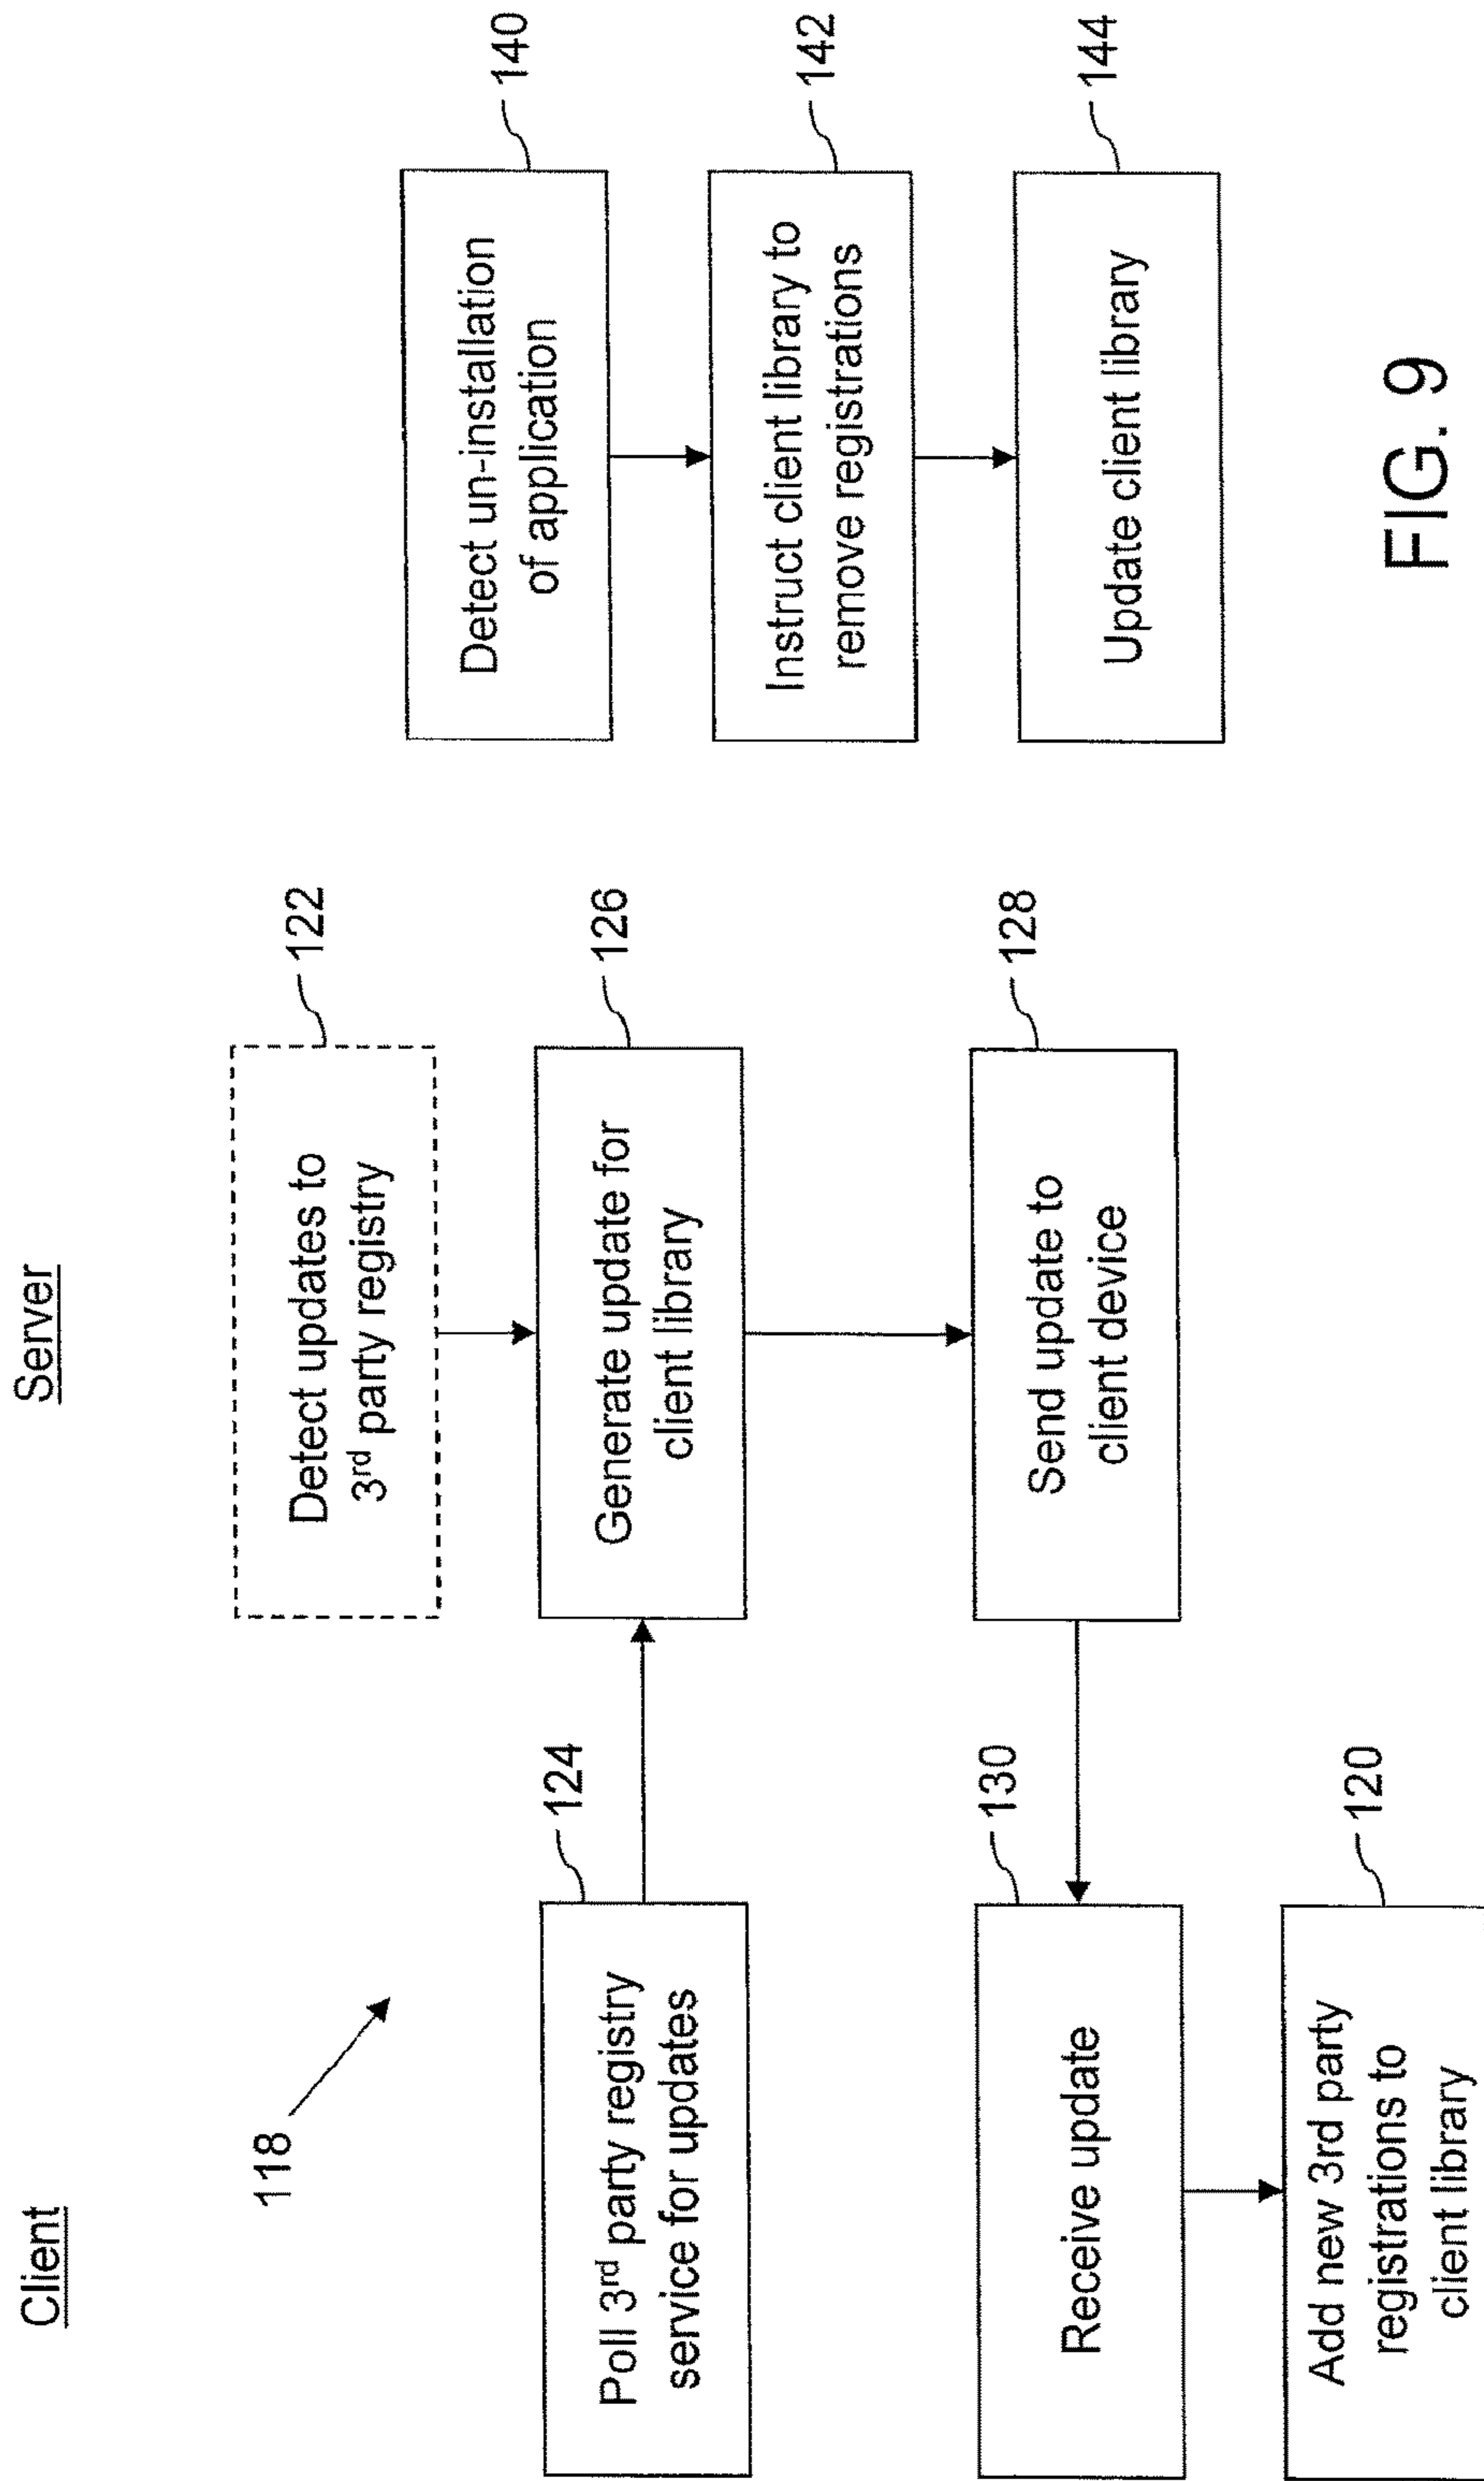 Client
Server
118
Detect updates to
3rd party registry
122
Poll 3rd party registry
service for updates
124
Generate update for
client library
126
Send update to
client device
128
Receive update
130
Add new 3rd party
registrations to
client library
120
Detect un-installation
of application
140
Instruct client library to
remove registrations
142
Update client library
144
FIG. 9